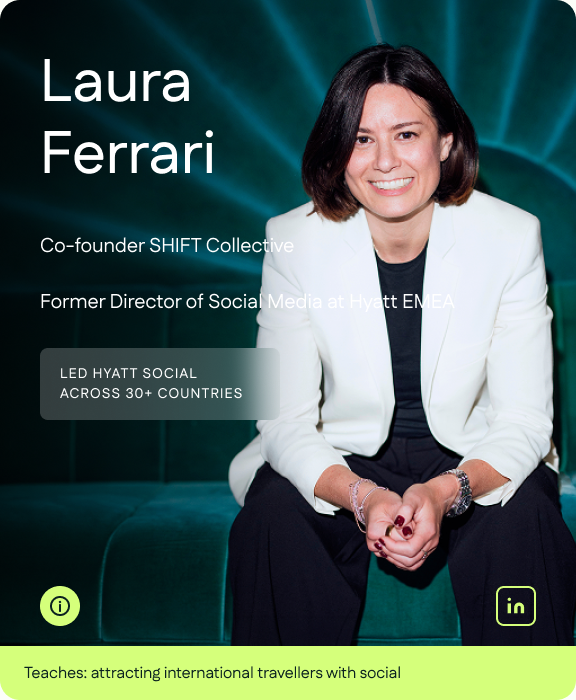 Laura
Ferrari
Co-founder SHIFT Collective
Former Director of Social Media at Hyatt EMEA
LED HYATT SOCIAL
ACROSS 30+ COUNTRIES
in
Teaches: attracting international travellers with social